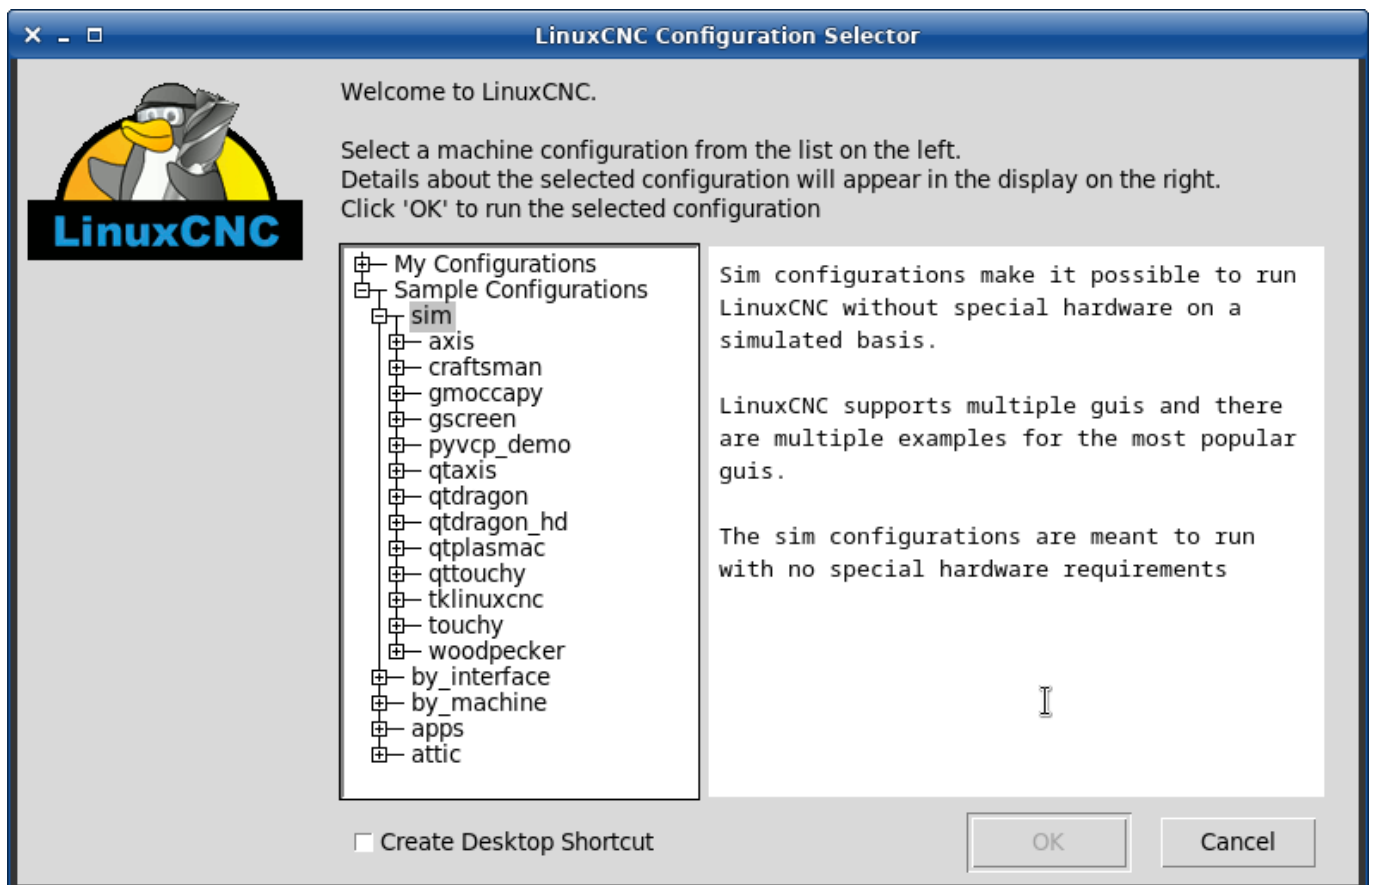 LinuxCNC Configuration Selector
LinuxCNC
Welcome to LinuxCNC.
Select a machine configuration from the list on the left.
Details about the selected configuration will appear in the display on the right.
Click 'OK' to run the selected configuration
My Configurations
Sample Configurations
sim
axis
craftsman
gmoccapy
gscreen
pyvcp_demo
qtaxis
qtdragon
qtdragon_hd
qtplasmac
qttouchy
tklinuxcnc
touchy
woodpecker
by_interface
by_machine
apps
attic
Sim configurations make it possible to run
LinuxCNC without special hardware on a
simulated basis.
LinuxCNC supports multiple guis and there
are multiple examples for the most popular
guis.
The sim configurations are meant to run
with no special hardware requirements
Create Desktop Shortcut
OK
Cancel